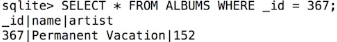 sqlite> SELECT * FROM ALBUMS WHERE _id = 367;
_id|name|artist
367|Permanent Vacation|152